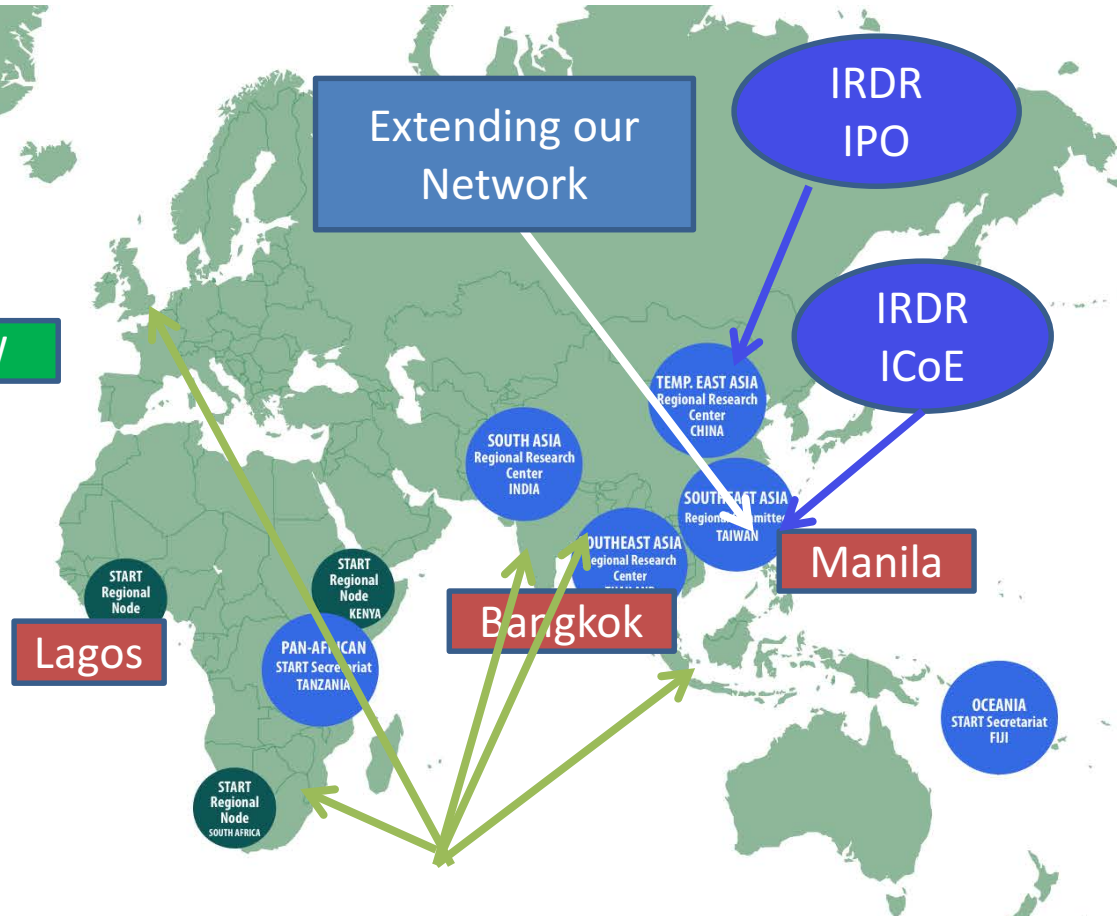 Extending our
Network
IRDR
IPO
IRDR
ICoE
TEMP. EAST ASIA
Regional Research
Center
CHINA
SOUTH ASIA
Regional Research
Center
INDIA
SOUTHEAST ASIA
TAIWAN
OUTHEAST ASIA
Regional Research
Center
Manila
START
Regional
Node
START
Regional
Node
KENYA
Bangkok
Lagos
PAN-AFRICAN
START Secretariat
TANZANIA
OCEANIA
START Secretariat
FIJI
START
Regional
Node
SOUTH AFRICA